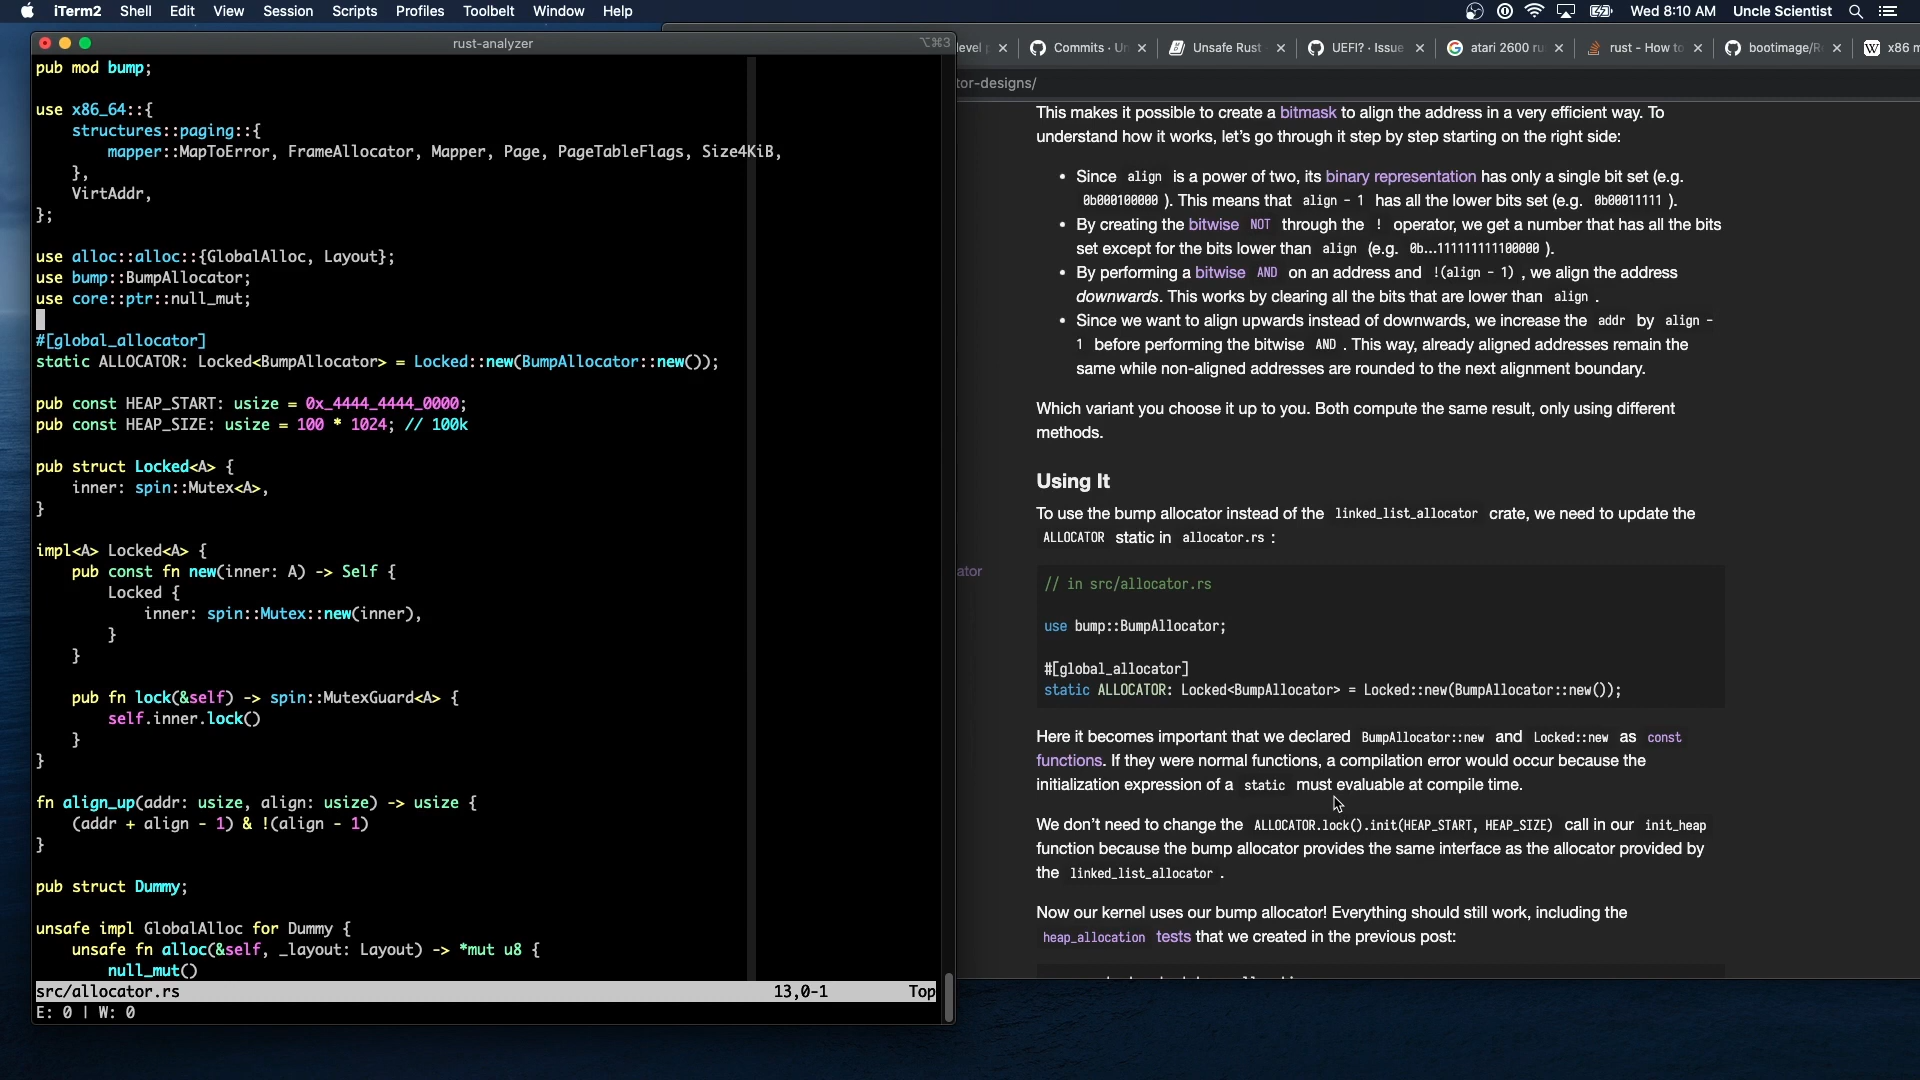 iTerm2 Shell Edit View Session Scripts Profiles Toolbelt Window Help
Wed 8:10 AM Uncle Scientist
rust-analyzer
⌥⌘3
pub mod bump;
use x86_64::{
structures::paging::{
mapper::MapToError, FrameAllocator, Mapper, Page, PageTableFlags, Size4KiB,
},
VirtAddr,
};
use alloc::alloc::{GlobalAlloc, Layout};
use bump::BumpAllocator;
use core::ptr::null_mut;
#[global_allocator]
static ALLOCATOR: Locked<BumpAllocator> = Locked::new(BumpAllocator::new());
pub const HEAP_START: usize = 0x_4444_4444_0000;
pub const HEAP_SIZE: usize = 100 * 1024; // 100k
pub struct Locked<A> {
inner: spin::Mutex<A>,
}
impl<A> Locked<A> {
pub const fn new(inner: A) -> Self {
Locked {
inner: spin::Mutex::new(inner),
}
}
pub fn lock(&self) -> spin::MutexGuard<A> {
self.inner.lock()
}
}
fn align_up(addr: usize, align: usize) -> usize {
(addr + align - 1) & !(align - 1)
}
pub struct Dummy;
unsafe impl GlobalAlloc for Dummy {
unsafe fn alloc(&self, _layout: Layout) -> *mut u8 {
null_mut()
src/allocator.rs 13,0-1 Top
E: 0 | W: 0
Commits · Un Unsafe Rust - UEFI? · Issue atari 2600 ru rust - How to bootimage/R x86 m
tor-designs/
This makes it possible to create a bitmask to align the address in a very efficient way. To
understand how it works, let's go through it step by step starting on the right side:
• Since align is a power of two, its binary representation has only a single bit set (e.g.
0b000100000 ). This means that align - 1 has all the lower bits set (e.g. 0b00011111 ).
• By creating the bitwise NOT through the ! operator, we get a number that has all the bits
set except for the bits lower than align (e.g. 0b…111111111100000 ).
• By performing a bitwise AND on an address and !(align - 1) , we align the address
downwards. This works by clearing all the bits that are lower than align .
• Since we want to align upwards instead of downwards, we increase the addr by align -
1 before performing the bitwise AND . This way, already aligned addresses remain the
same while non-aligned addresses are rounded to the next alignment boundary.
Which variant you choose it up to you. Both compute the same result, only using different
methods.
Using It
To use the bump allocator instead of the linked_list_allocator crate, we need to update the
ALLOCATOR static in allocator.rs :
ator
// in src/allocator.rs
use bump::BumpAllocator;
#[global_allocator]
static ALLOCATOR: Locked<BumpAllocator> = Locked::new(BumpAllocator::new());
Here it becomes important that we declared BumpAllocator::new and Locked::new as const
functions. If they were normal functions, a compilation error would occur because the
initialization expression of a static must evaluable at compile time.
We don't need to change the ALLOCATOR.lock().init(HEAP_START, HEAP_SIZE) call in our init_heap
function because the bump allocator provides the same interface as the allocator provided by
the linked_list_allocator .
Now our kernel uses our bump allocator! Everything should still work, including the
heap_allocation tests that we created in the previous post: